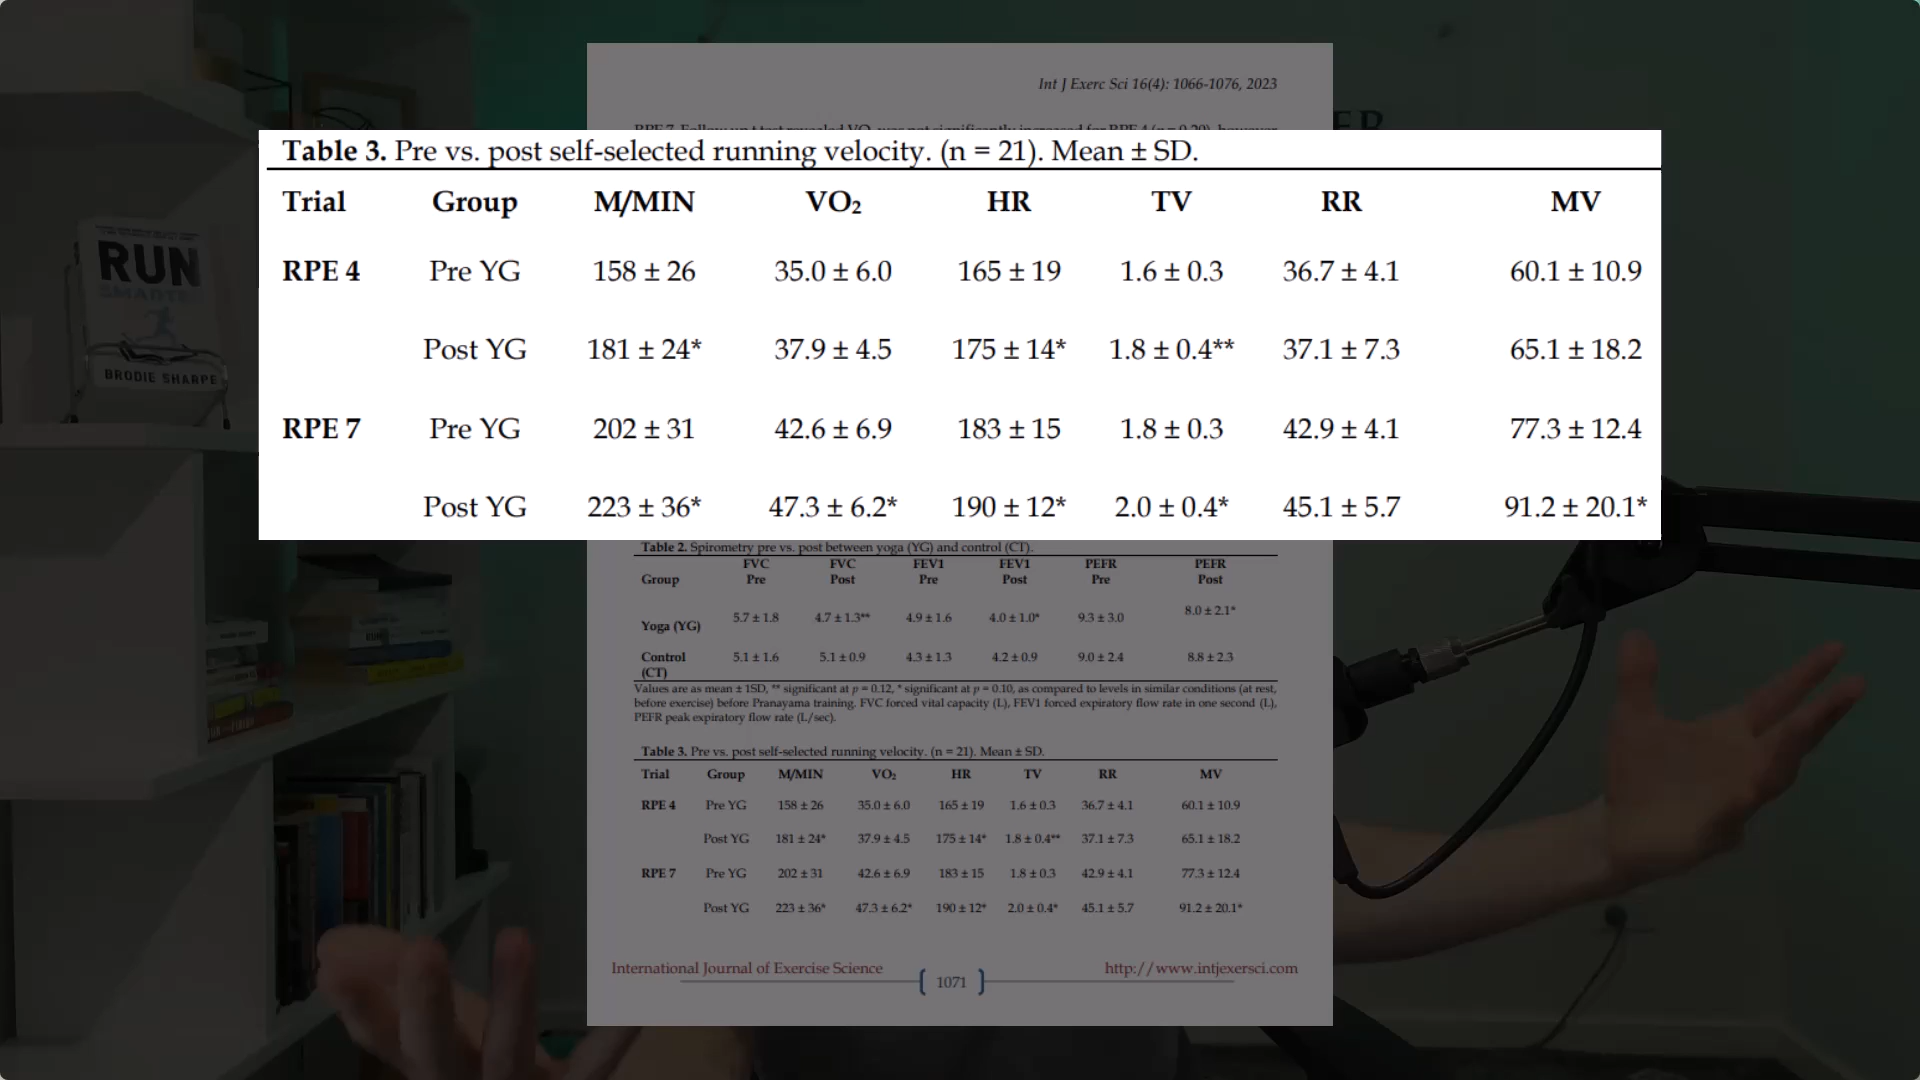 Int J Exerc Sci 16(4): 1066-1076, 2023
Table 3. Pre vs. post self-selected running velocity. (n = 21). Mean ± SD.
Trial Group M/MIN VO₂ HR TV RR MV
RPE 4 Pre YG 158 ± 26 35.0 ± 6.0 165 ± 19 1.6 ± 0.3 36.7 ± 4.1 60.1 ± 10.9
Post YG 181 ± 24* 37.9 ± 4.5 175 ± 14* 1.8 ± 0.4** 37.1 ± 7.3 65.1 ± 18.2
RPE 7 Pre YG 202 ± 31 42.6 ± 6.9 183 ± 15 1.8 ± 0.3 42.9 ± 4.1 77.3 ± 12.4
Post YG 223 ± 36* 47.3 ± 6.2* 190 ± 12* 2.0 ± 0.4* 45.1 ± 5.7 91.2 ± 20.1*
RUN
SMARTER
BRODIE SHARPE
Table 2. Spirometry pre vs. post between yoga (YG) and control (CT).
Group FVC Pre FVC Post FEV1 Pre FEV1 Post PEFR Pre PEFR Post
Yoga (YG) 5.7 ± 1.8 4.7 ± 1.3** 4.9 ± 1.6 4.0 ± 1.0* 9.3 ± 3.0 8.0 ± 2.1*
Control (CT) 5.1 ± 1.6 5.1 ± 0.9 4.3 ± 1.3 4.2 ± 0.9 9.0 ± 2.4 8.8 ± 2.3
Values are as mean ± 1SD, ** significant at p = 0.12, * significant at p = 0.10, as compared to levels in similar conditions (at rest,
before exercise) before Pranayama training. FVC forced vital capacity (L), FEV1 forced expiratory flow rate in one second (L),
PEFR peak expiratory flow rate (L/sec).
Table 3. Pre vs. post self-selected running velocity. (n = 21). Mean ± SD.
Trial Group M/MIN VO₂ HR TV RR MV
RPE 4 Pre YG 158 ± 26 35.0 ± 6.0 165 ± 19 1.6 ± 0.3 36.7 ± 4.1 60.1 ± 10.9
Post YG 181 ± 24* 37.9 ± 4.5 175 ± 14* 1.8 ± 0.4** 37.1 ± 7.3 65.1 ± 18.2
RPE 7 Pre YG 202 ± 31 42.6 ± 6.9 183 ± 15 1.8 ± 0.3 42.9 ± 4.1 77.3 ± 12.4
Post YG 223 ± 36* 47.3 ± 6.2* 190 ± 12* 2.0 ± 0.4* 45.1 ± 5.7 91.2 ± 20.1*
International Journal of Exercise Science http://www.intjexersci.com
1071